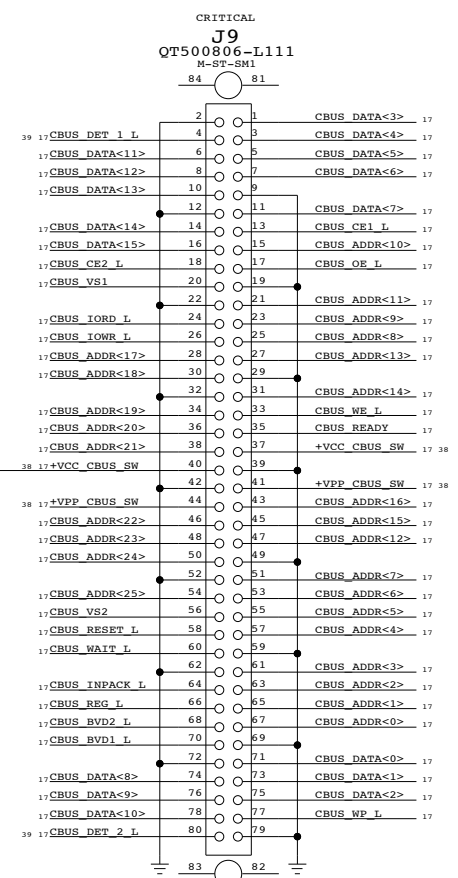 CRITICAL
J9
QT500806-L111
M-ST-SM1
84 81
2 1 CBUS_DATA<3> 17
39 17 CBUS_DET_1_L 4 3 CBUS_DATA<4> 17
17 CBUS_DATA<11> 6 5 CBUS_DATA<5> 17
17 CBUS_DATA<12> 8 7 CBUS_DATA<6> 17
17 CBUS_DATA<13> 10 9
12 11 CBUS_DATA<7> 17
17 CBUS_DATA<14> 14 13 CBUS_CE1_L 17
17 CBUS_DATA<15> 16 15 CBUS_ADDR<10> 17
17 CBUS_CE2_L 18 17 CBUS_OE_L 17
17 CBUS_VS1 20 19
22 21 CBUS_ADDR<11> 17
17 CBUS_IORD_L 24 23 CBUS_ADDR<9> 17
17 CBUS_IOWR_L 26 25 CBUS_ADDR<8> 17
17 CBUS_ADDR<17> 28 27 CBUS_ADDR<13> 17
17 CBUS_ADDR<18> 30 29
32 31 CBUS_ADDR<14> 17
17 CBUS_ADDR<19> 34 33 CBUS_WE_L 17
17 CBUS_ADDR<20> 36 35 CBUS_READY 17
17 CBUS_ADDR<21> 38 37 +VCC_CBUS_SW 17 38
38 17 +VCC_CBUS_SW 40 39
42 41 +VPP_CBUS_SW 17 38
38 17 +VPP_CBUS_SW 44 43 CBUS_ADDR<16> 17
17 CBUS_ADDR<22> 46 45 CBUS_ADDR<15> 17
17 CBUS_ADDR<23> 48 47 CBUS_ADDR<12> 17
17 CBUS_ADDR<24> 50 49
52 51 CBUS_ADDR<7> 17
17 CBUS_ADDR<25> 54 53 CBUS_ADDR<6> 17
17 CBUS_VS2 56 55 CBUS_ADDR<5> 17
17 CBUS_RESET_L 58 57 CBUS_ADDR<4> 17
17 CBUS_WAIT_L 60 59
62 61 CBUS_ADDR<3> 17
17 CBUS_INPACK_L 64 63 CBUS_ADDR<2> 17
17 CBUS_REG_L 66 65 CBUS_ADDR<1> 17
17 CBUS_BVD2_L 68 67 CBUS_ADDR<0> 17
17 CBUS_BVD1_L 70 69
72 71 CBUS_DATA<0> 17
17 CBUS_DATA<8> 74 73 CBUS_DATA<1> 17
17 CBUS_DATA<9> 76 75 CBUS_DATA<2> 17
17 CBUS_DATA<10> 78 77 CBUS_WP_L 17
39 17 CBUS_DET_2_L 80 79
83 82